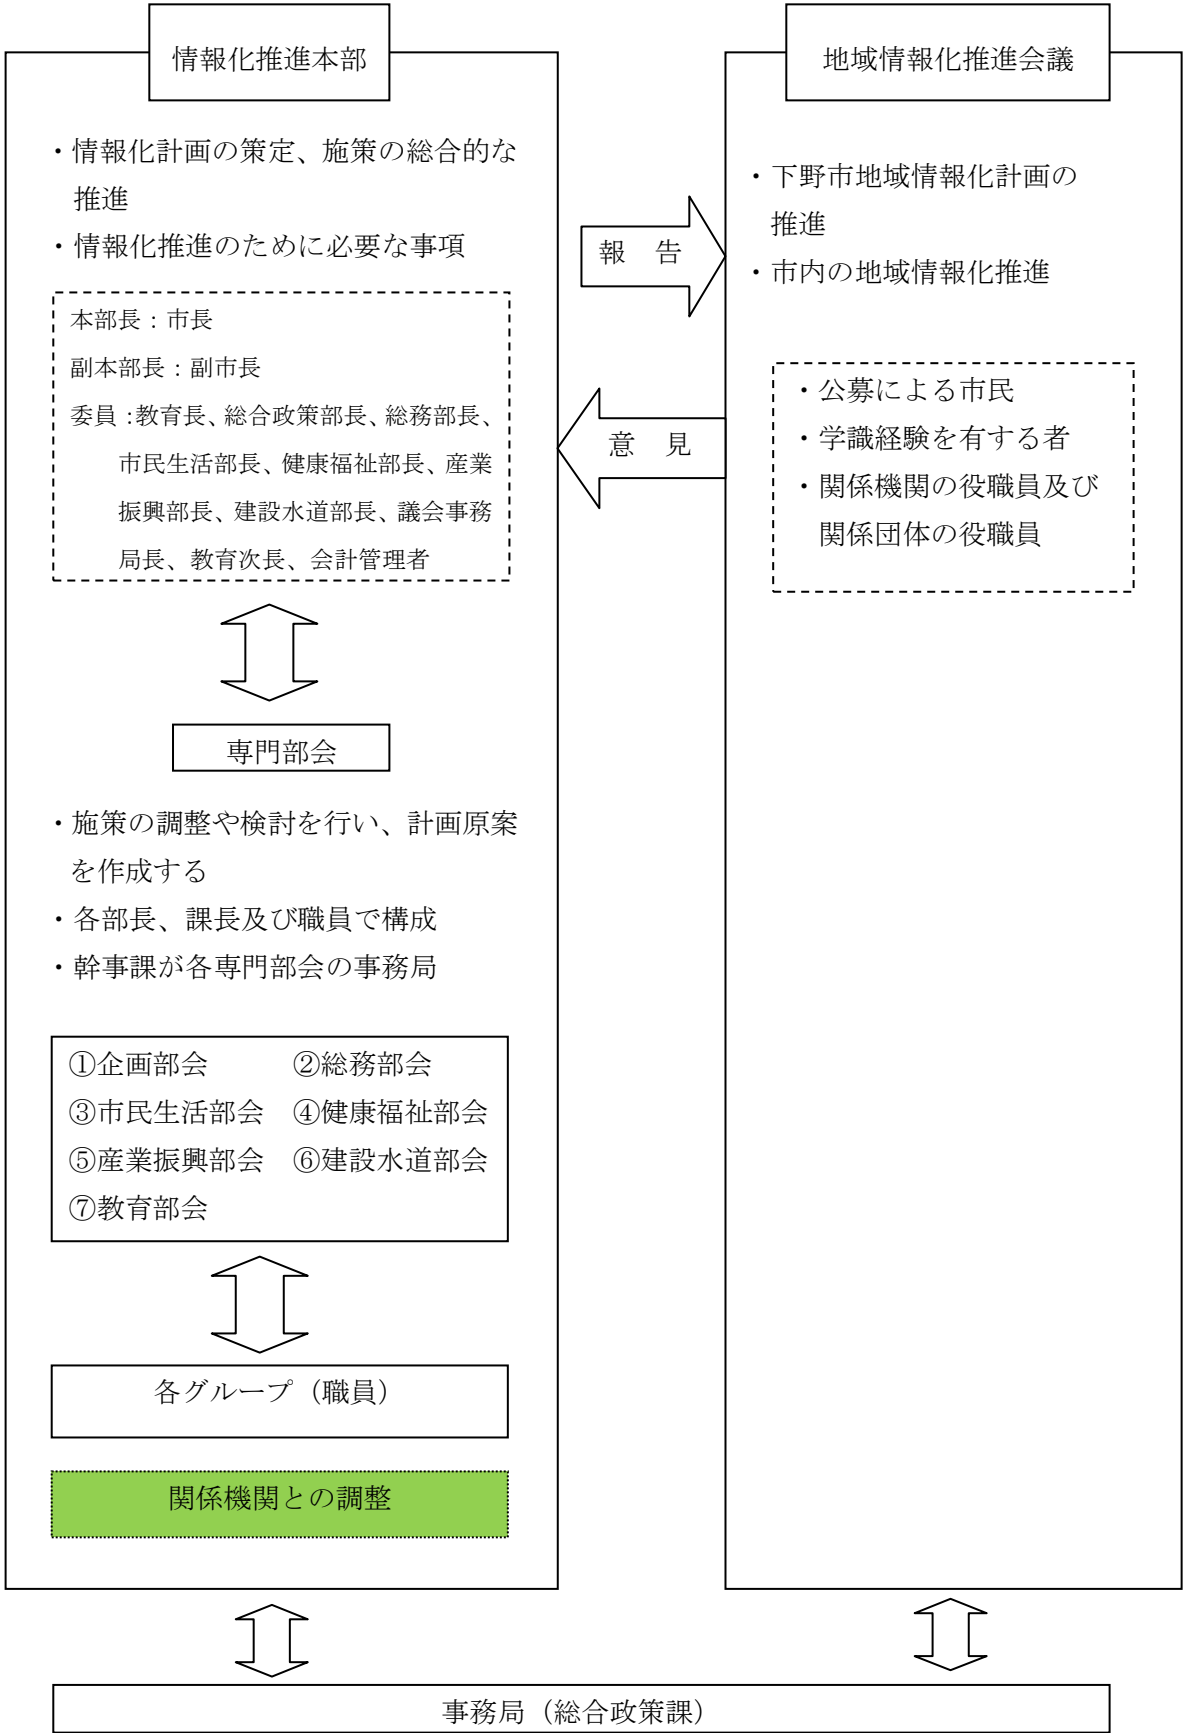 情報化推進本部
・情報化計画の策定、施策の総合的な
推進
・情報化推進のために必要な事項
本部長：市長
副本部長：副市長
委員：教育長、総合政策部長、総務部長、
市民生活部長、健康福祉部長、産業
振興部長、建設水道部長、議会事務
局長、教育次長、会計管理者
専門部会
・施策の調整や検討を行い、計画原案
を作成する
・各部長、課長及び職員で構成
・幹事課が各専門部会の事務局
①企画部会　②総務部会
③市民生活部会　④健康福祉部会
⑤産業振興部会　⑥建設水道部会
⑦教育部会
各グループ（職員）
関係機関との調整
報　告
意　見
地域情報化推進会議
・下野市地域情報化計画の
推進
・市内の地域情報化推進
・公募による市民
・学識経験を有する者
・関係機関の役職員及び
関係団体の役職員
事務局（総合政策課）